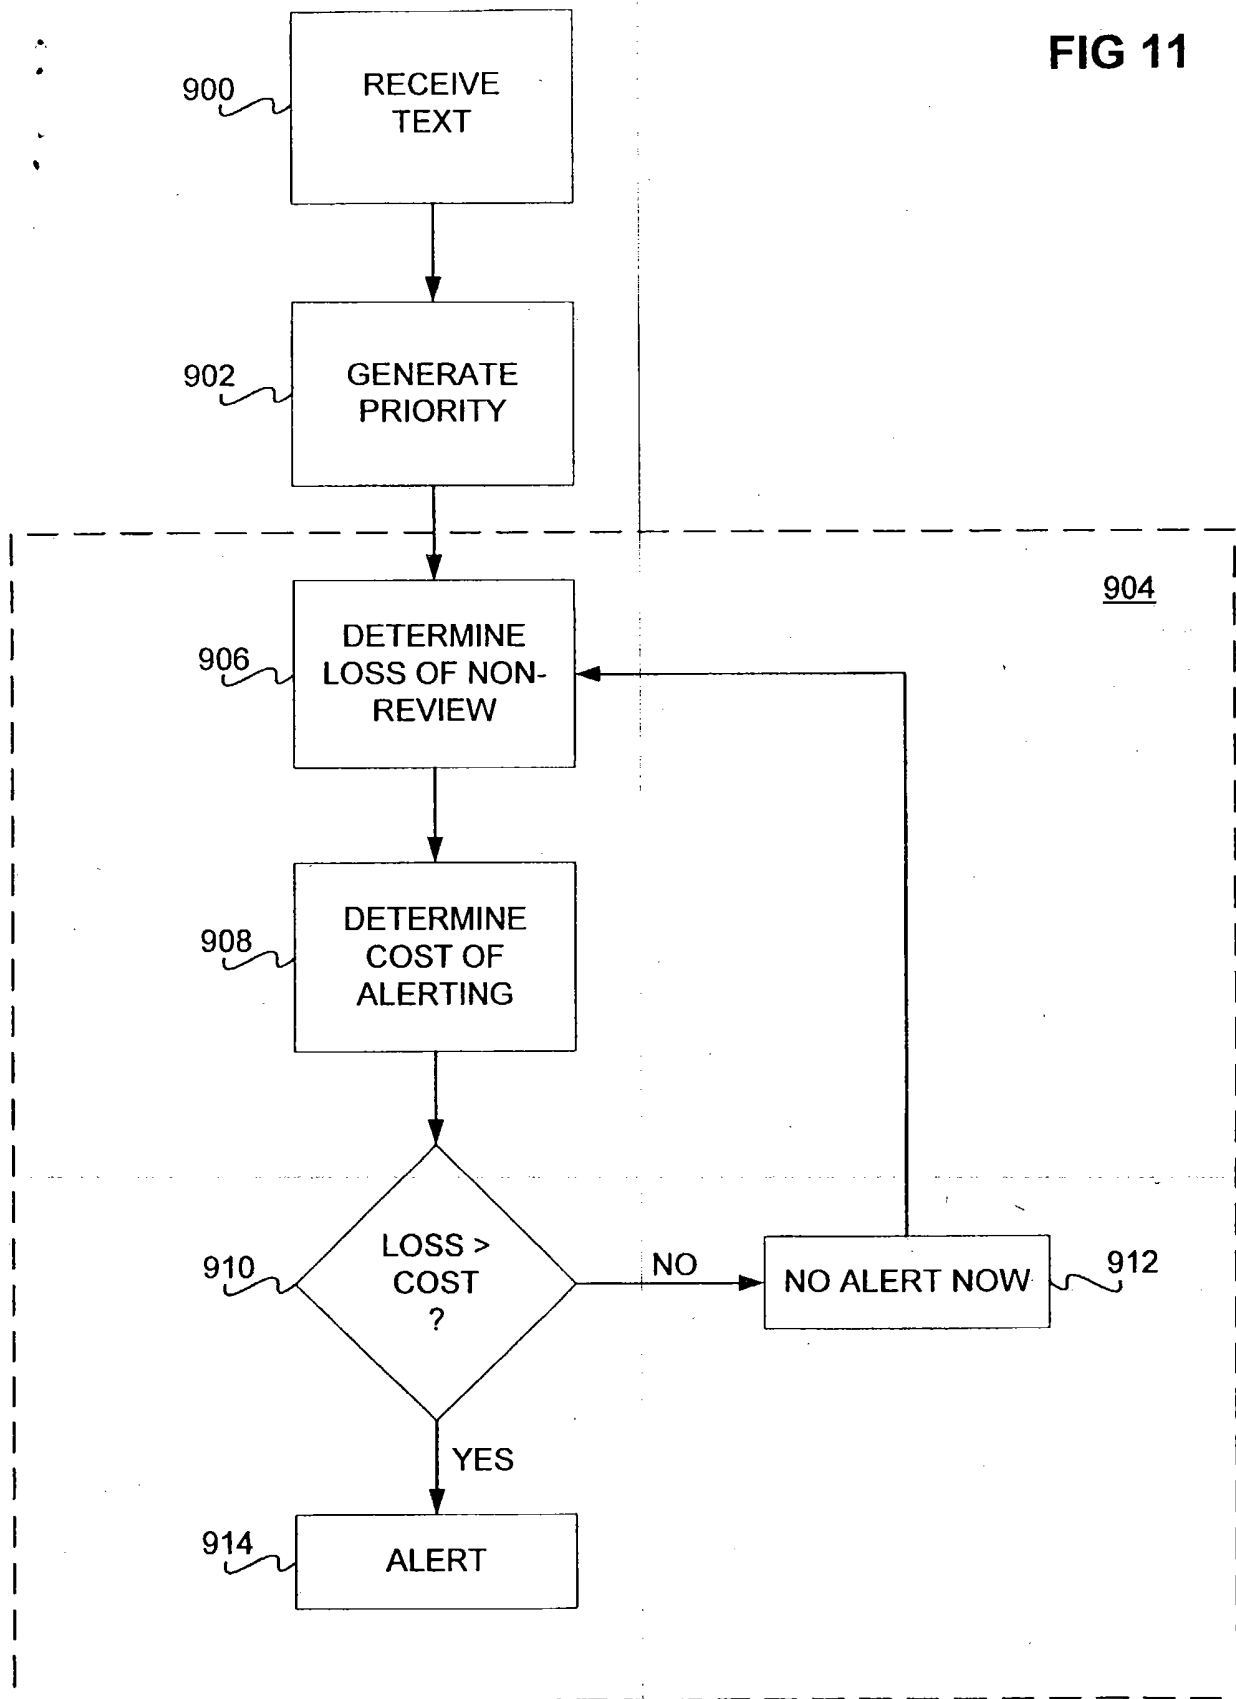 FIG 11
900
RECEIVE
TEXT
902
GENERATE
PRIORITY
904
906
DETERMINE
LOSS OF NON-
REVIEW
908
DETERMINE
COST OF
ALERTING
910
LOSS >
COST
?
NO
NO ALERT NOW
912
YES
914
ALERT